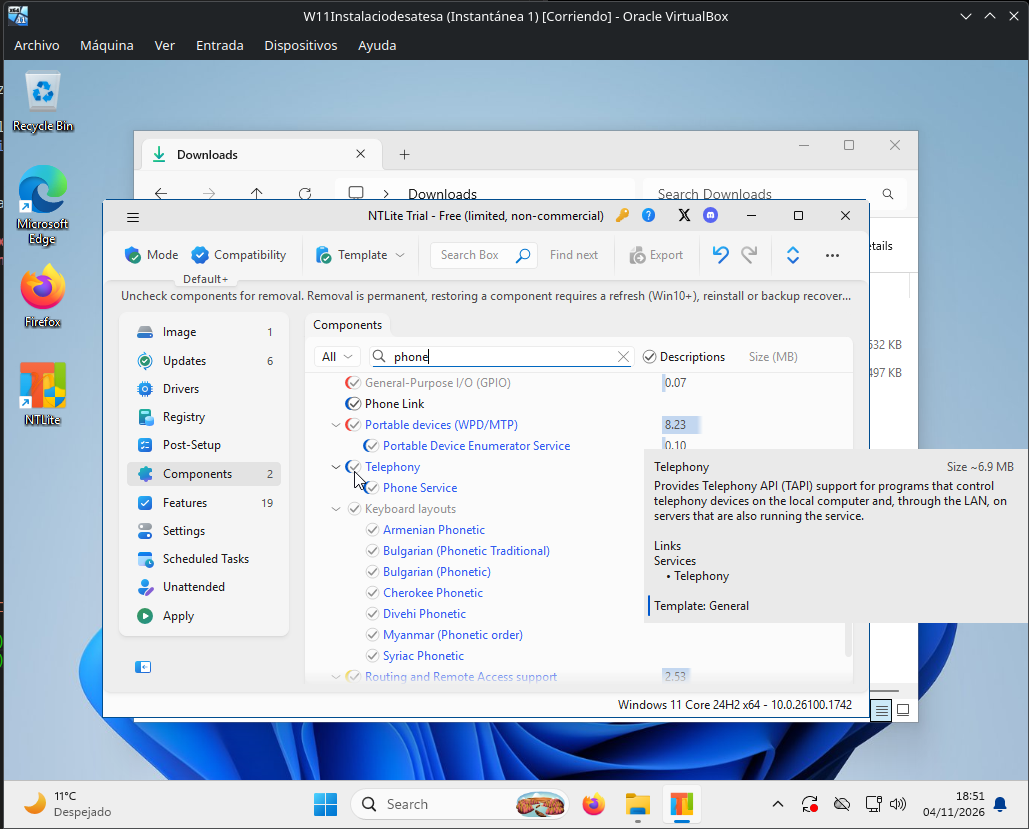 W11Instalaciodesatesa (Instantánea 1) [Corriendo] - Oracle VirtualBox
Archivo Máquina Ver Entrada Dispositivos Ayuda
Recycle Bin
Microsoft Edge
Firefox
NTLite
Downloads
Downloads
Search Downloads
NTLite Trial - Free (limited, non-commercial)
Mode
Compatibility
Template
Search Box
Find next
Export
Default+
Uncheck components for removal. Removal is permanent, restoring a component requires a refresh (Win10+), reinstall or backup recover...
Image 1
Updates 6
Drivers
Registry
Post-Setup
Components 2
Features 19
Settings
Scheduled Tasks
Unattended
Apply
Components
All
phone
Descriptions
Size (MB)
General-Purpose I/O (GPIO) 0.07
Phone Link
Portable devices (WPD/MTP) 8.23
Portable Device Enumerator Service 0.10
Telephony
Phone Service
Keyboard layouts
Armenian Phonetic
Bulgarian (Phonetic Traditional)
Bulgarian (Phonetic)
Cherokee Phonetic
Divehi Phonetic
Myanmar (Phonetic order)
Syriac Phonetic
Routing and Remote Access support 2.53
Telephony Size ~6.9 MB
Provides Telephony API (TAPI) support for programs that control
telephony devices on the local computer and, through the LAN, on
servers that are also running the service.
Links
Services
• Telephony
Template: General
Windows 11 Core 24H2 x64 - 10.0.26100.1742
11°C
Despejado
Search
18:51
04/11/2026